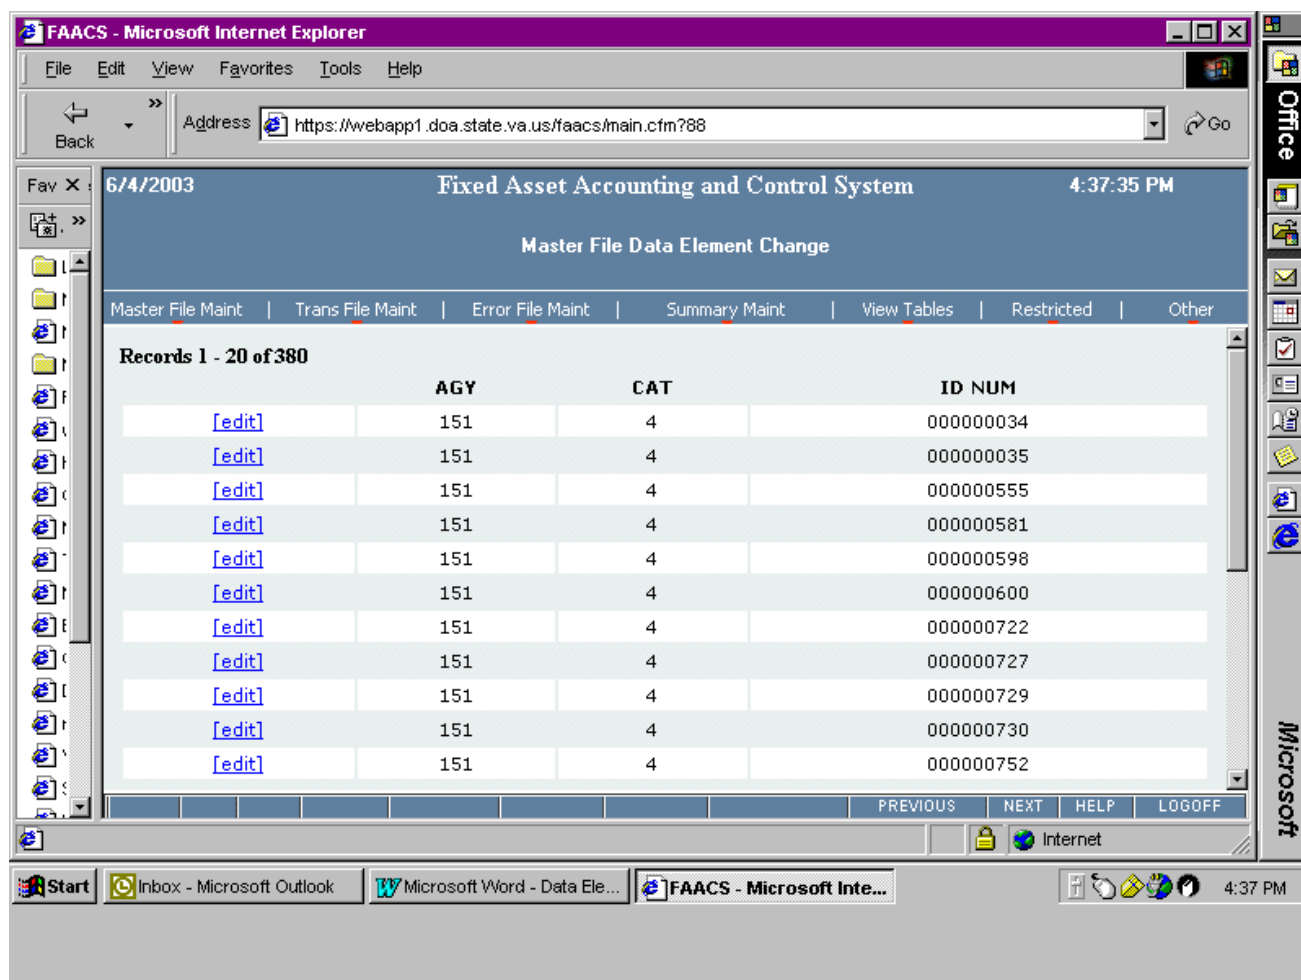 FAACS - Microsoft Internet Explorer
File Edit View Favorites Tools Help
Back
Address https://webapp1.doa.state.va.us/faacs/main.cfm?88 Go
Fav
6/4/2003 Fixed Asset Accounting and Control System 4:37:35 PM
Master File Data Element Change
Master File Maint | Trans File Maint | Error File Maint | Summary Maint | View Tables | Restricted | Other
Records 1 - 20 of 380
AGY CAT ID NUM
[edit] 151 4 000000034
[edit] 151 4 000000035
[edit] 151 4 000000555
[edit] 151 4 000000581
[edit] 151 4 000000598
[edit] 151 4 000000600
[edit] 151 4 000000722
[edit] 151 4 000000727
[edit] 151 4 000000729
[edit] 151 4 000000730
[edit] 151 4 000000752
PREVIOUS NEXT HELP LOGOFF
Internet
Office
Microsoft
Start Inbox - Microsoft Outlook Microsoft Word - Data Ele... FAACS - Microsoft Inte... 4:37 PM